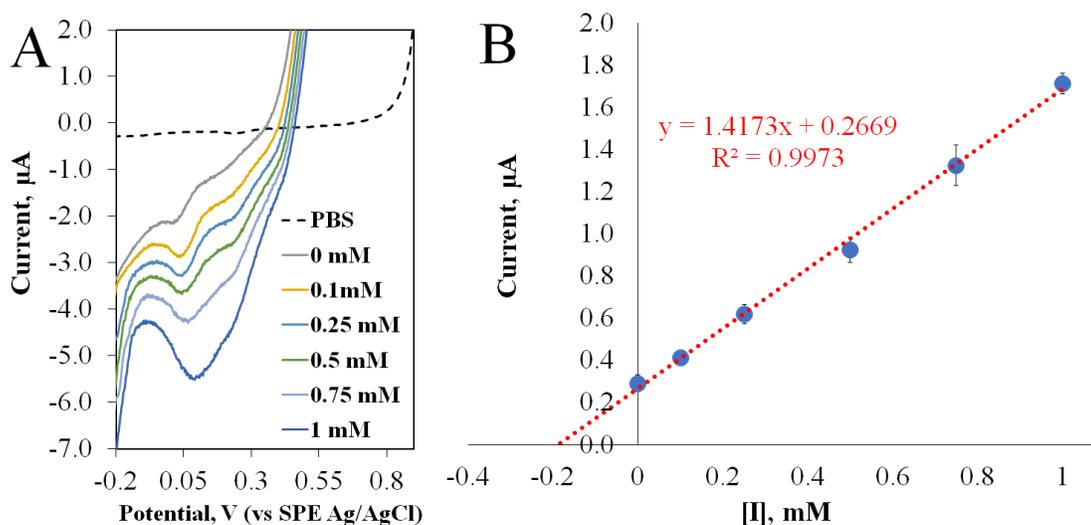 A
Current, µA
2.0
1.0
0.0
-1.0
-2.0
-3.0
-4.0
-5.0
-6.0
-7.0
PBS
0 mM
0.1mM
0.25 mM
0.5 mM
0.75 mM
1 mM
-0.2 0.05 0.3 0.55 0.8
Potential, V (vs SPE Ag/AgCl)
B
Current, µA
2.0
1.8
1.6
1.4
1.2
1.0
0.8
0.6
0.4
0.2
0.0
y = 1.4173x + 0.2669
R² = 0.9973
-0.4 -0.2 0 0.2 0.4 0.6 0.8 1
[I], mM